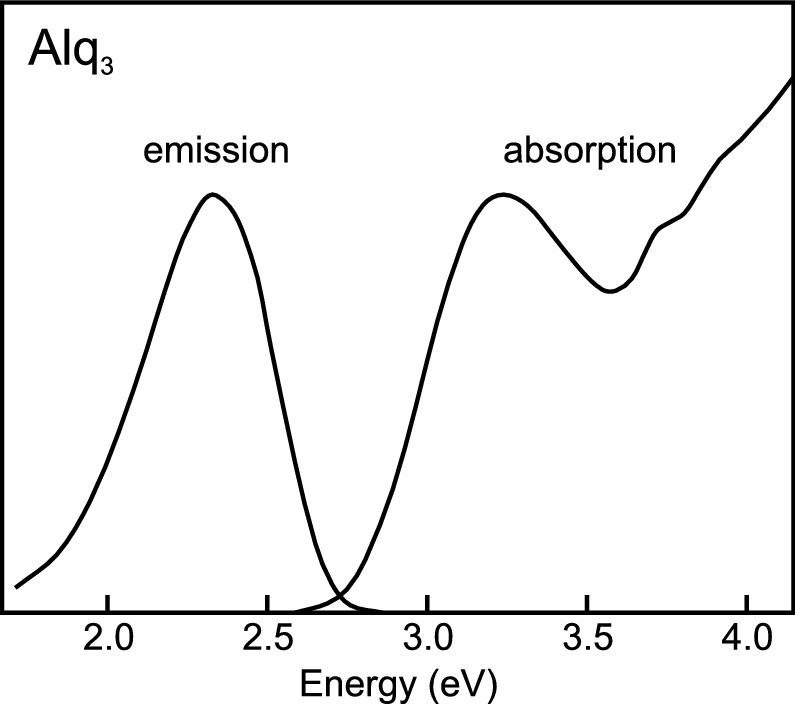 Alq₃
emission absorption
2.0 2.5 3.0 3.5 4.0
Energy (eV)